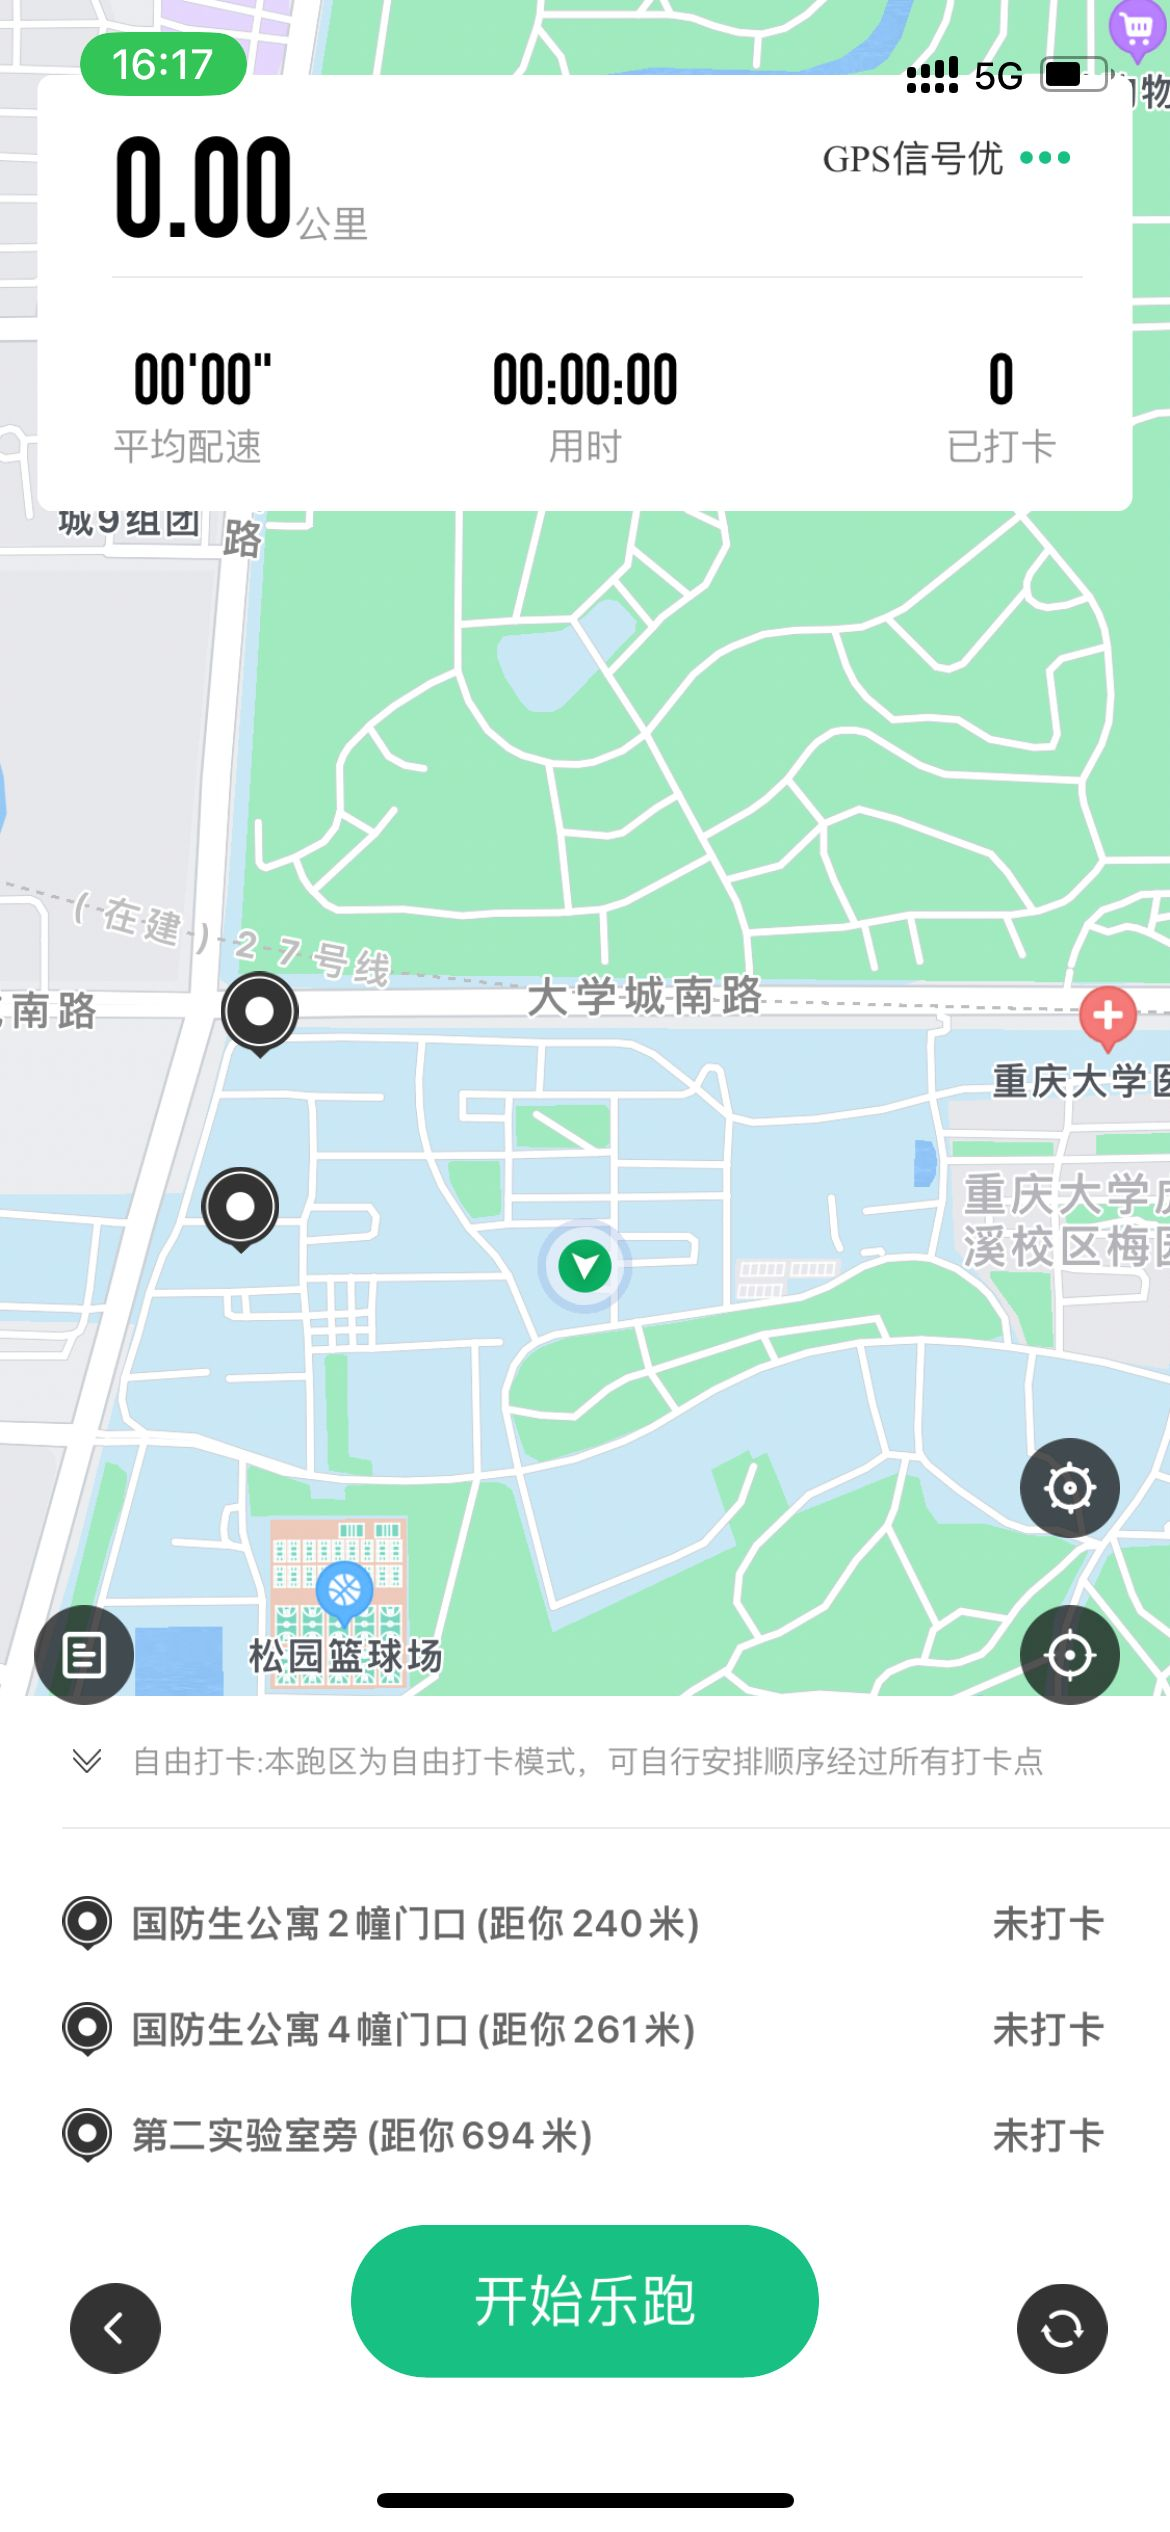 16:17
5G
0.00公里
GPS信号优
00'00"
00:00:00
0
平均配速
用时
已打卡
城9组团
路
(在建)27号线
南路
大学城南路
重庆大学医
重庆大学虎
溪校区梅园
松园篮球场
自由打卡:本跑区为自由打卡模式，可自行安排顺序经过所有打卡点
国防生公寓2幢门口(距你240米)
未打卡
国防生公寓4幢门口(距你261米)
未打卡
第二实验室旁(距你694米)
未打卡
开始乐跑